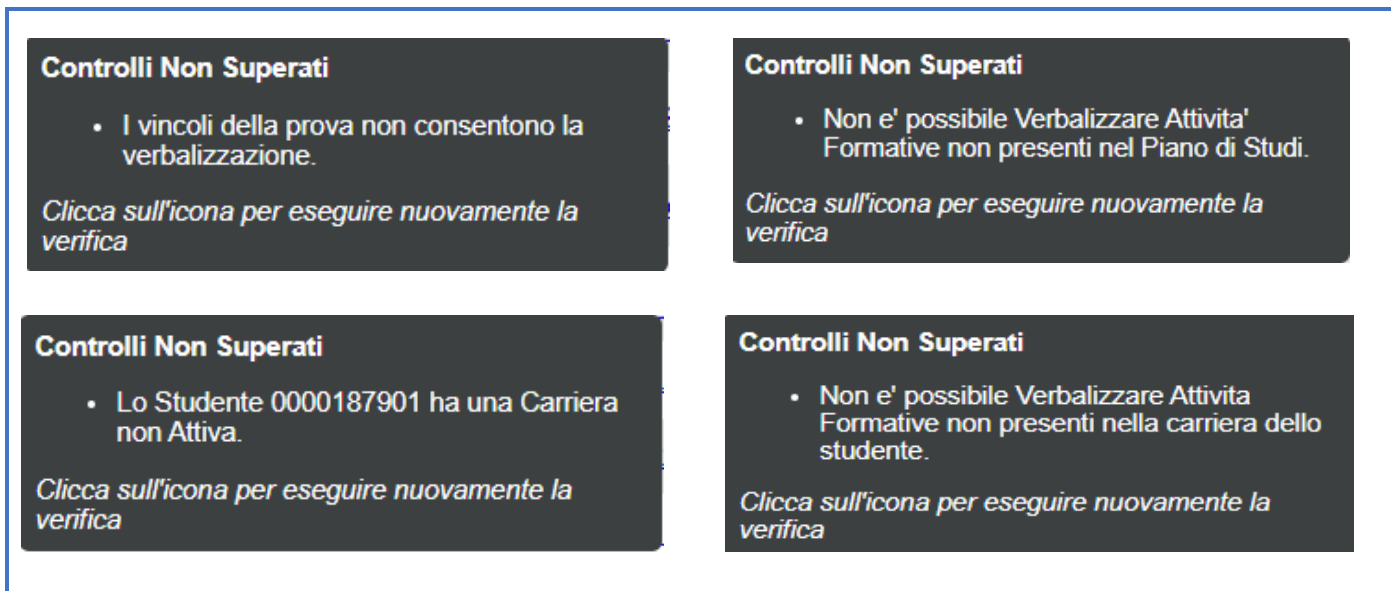 Controlli Non Superati
• I vincoli della prova non consentono la
verbalizzazione.
Clicca sull'icona per eseguire nuovamente la
verifica
Controlli Non Superati
• Non e' possibile Verbalizzare Attivita'
Formative non presenti nel Piano di Studi.
Clicca sull'icona per eseguire nuovamente la
verifica
Controlli Non Superati
• Lo Studente 0000187901 ha una Carriera
non Attiva.
Clicca sull'icona per eseguire nuovamente la
verifica
Controlli Non Superati
• Non e' possibile Verbalizzare Attivita
Formative non presenti nella carriera dello
studente.
Clicca sull'icona per eseguire nuovamente la
verifica